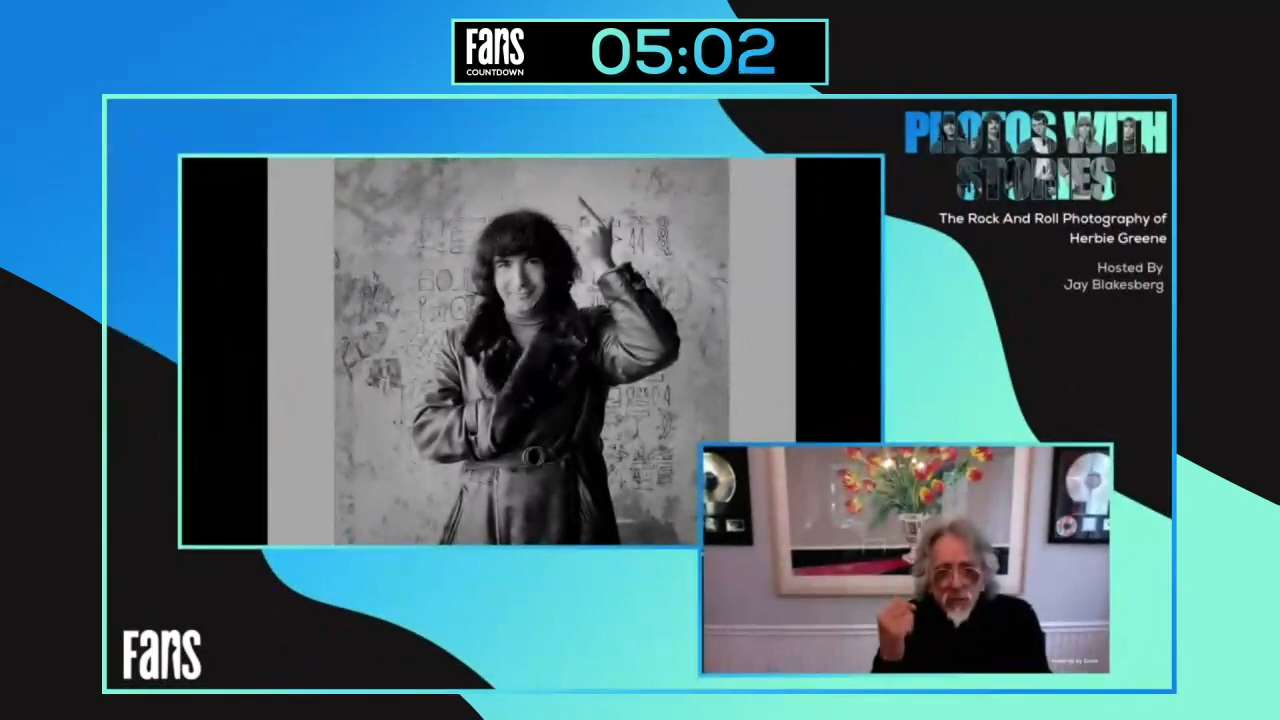 FANS
COUNTDOWN
05:02
PHOTOS WITH
STORIES
The Rock And Roll Photography of
Herbie Greene
Hosted By
Jay Blakesberg
FANS